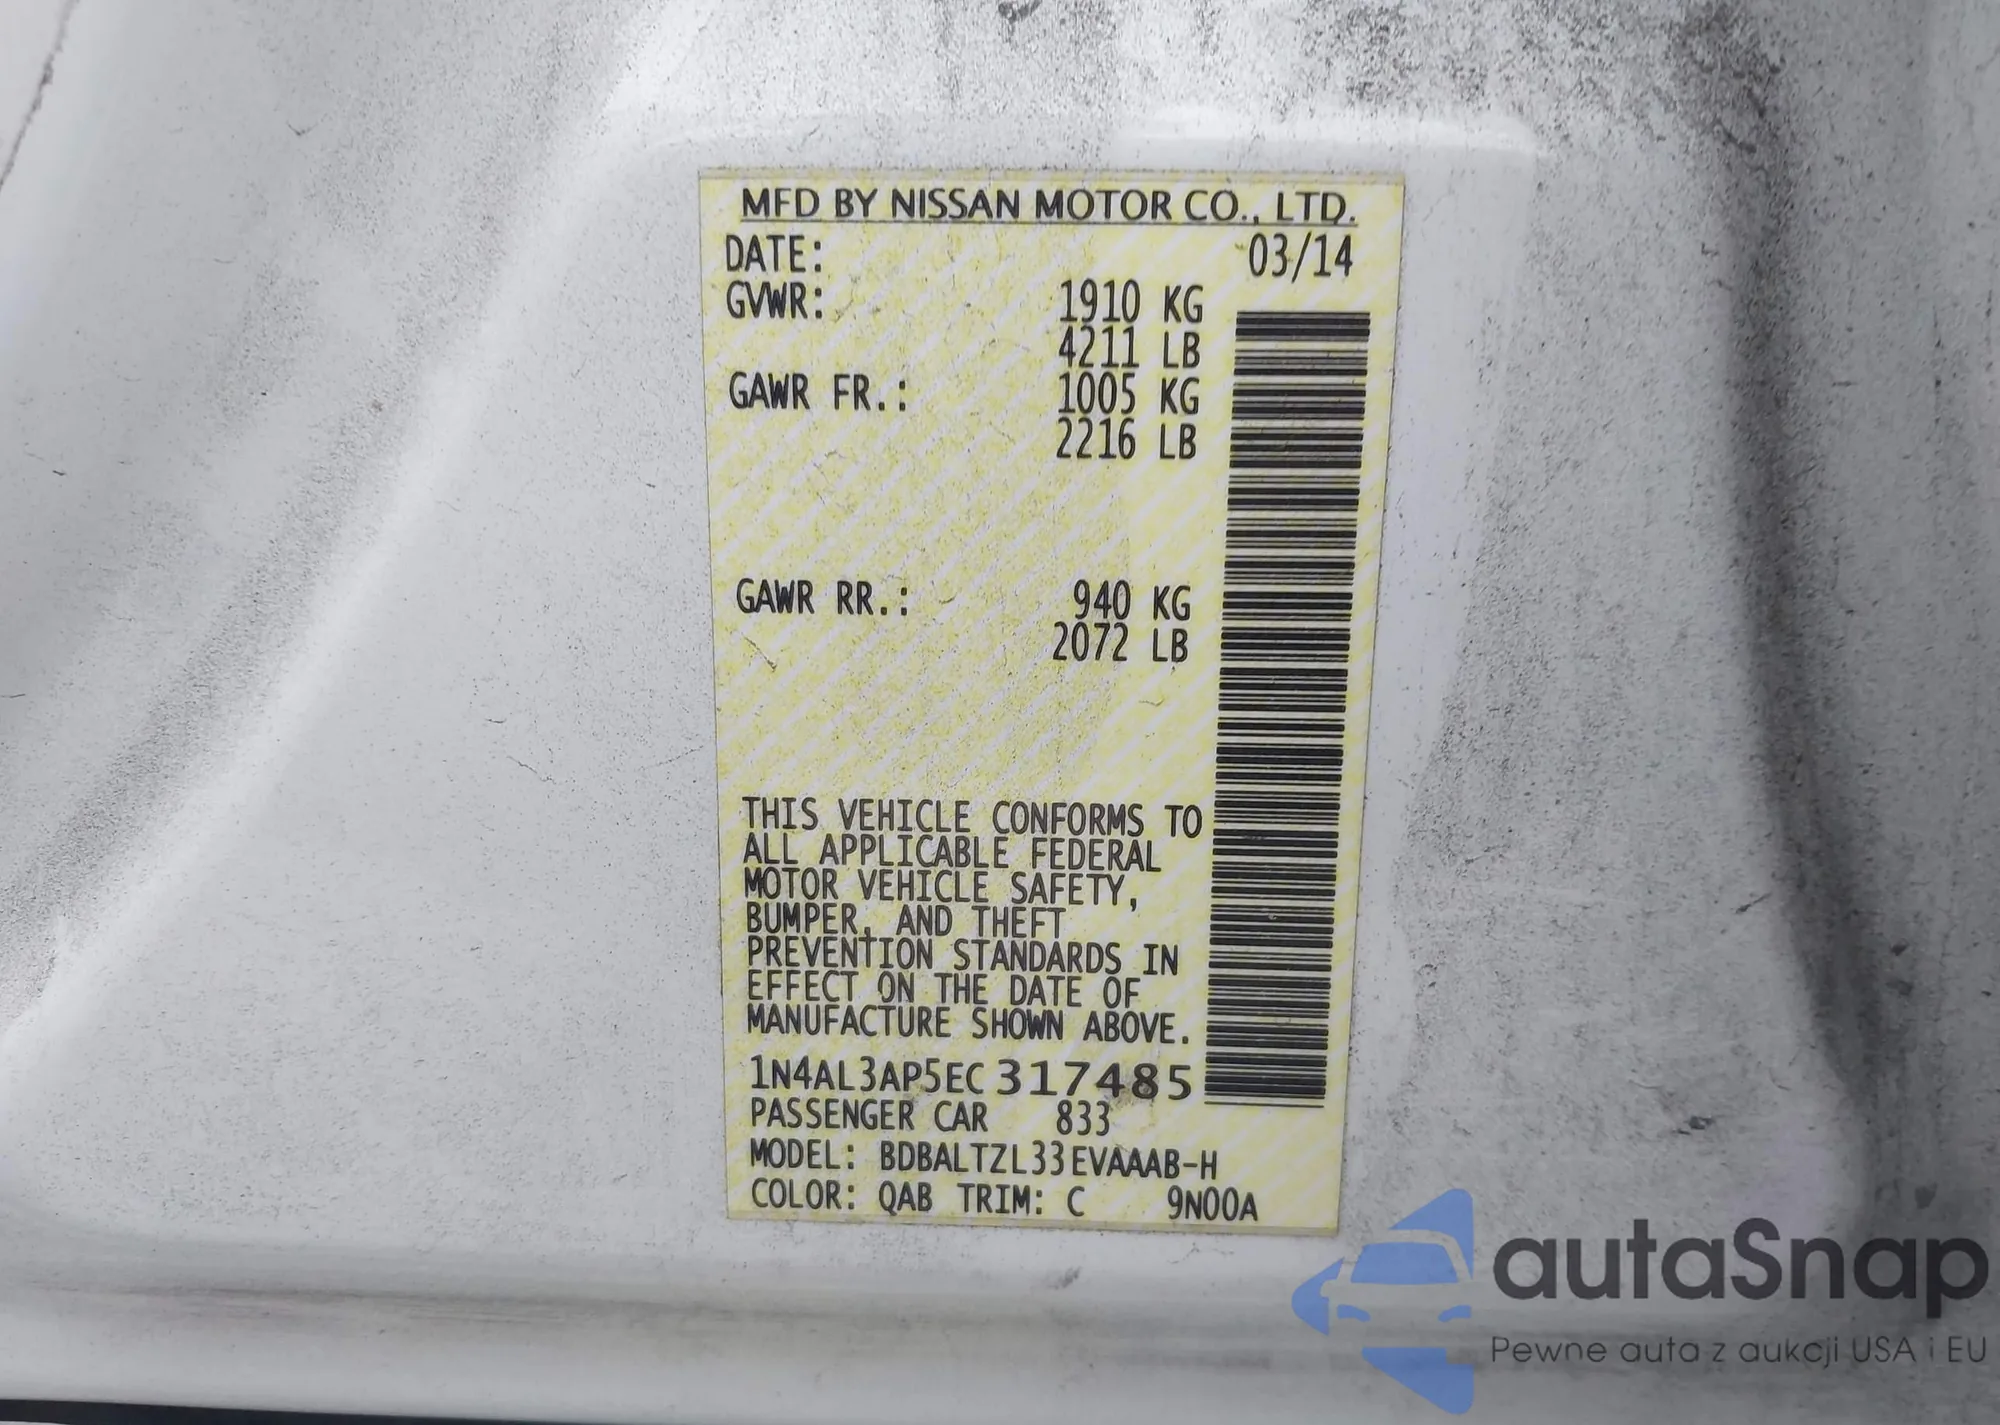 MFD BY NISSAN MOTOR CO., LTD.
DATE: 03/14
GVWR: 1910 KG
4211 LB
GAWR FR.: 1005 KG
2216 LB
GAWR RR.: 940 KG
2072 LB
THIS VEHICLE CONFORMS TO
ALL APPLICABLE FEDERAL
MOTOR VEHICLE SAFETY,
BUMPER, AND THEFT
PREVENTION STANDARDS IN
EFFECT ON THE DATE OF
MANUFACTURE SHOWN ABOVE.
1N4AL3AP5EC317485
PASSENGER CAR 833
MODEL: BDBALTZL33EVAAAB-H
COLOR: QAB TRIM: C 9N00A
autaSnap
Pewne auta z aukcji USA i EU